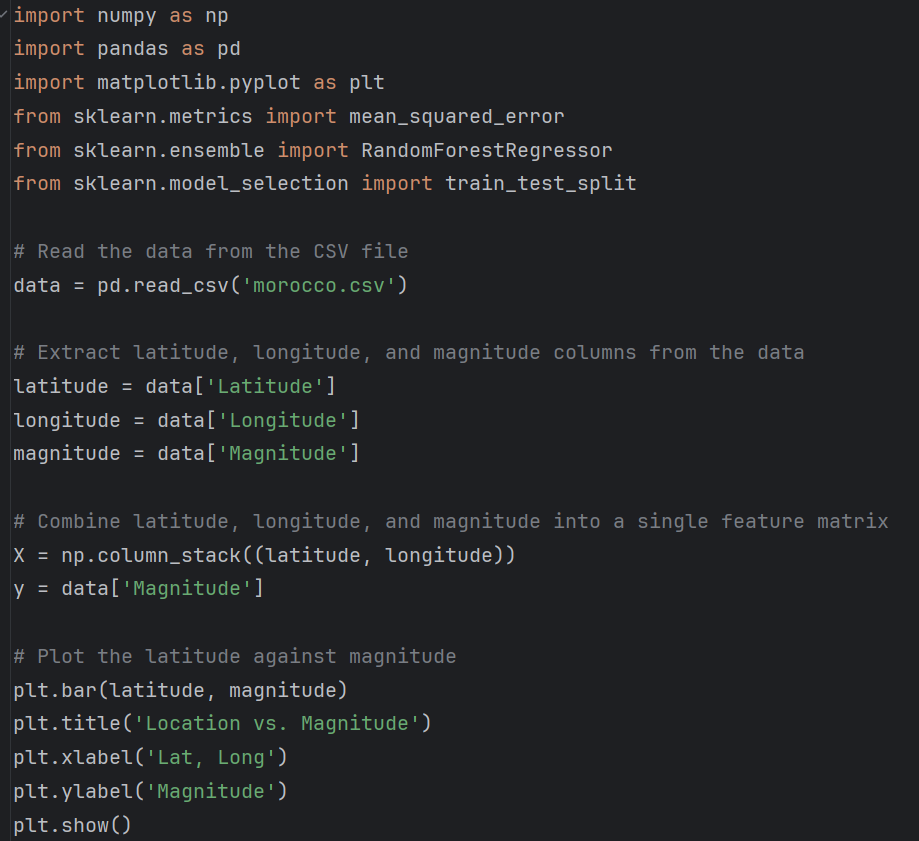 import numpy as np
import pandas as pd
import matplotlib.pyplot as plt
from sklearn.metrics import mean_squared_error
from sklearn.ensemble import RandomForestRegressor
from sklearn.model_selection import train_test_split
# Read the data from the CSV file
data = pd.read_csv('morocco.csv')
# Extract latitude, longitude, and magnitude columns from the data
latitude = data['Latitude']
longitude = data['Longitude']
magnitude = data['Magnitude']
# Combine latitude, longitude, and magnitude into a single feature matrix
X = np.column_stack((latitude, longitude))
y = data['Magnitude']
# Plot the latitude against magnitude
plt.bar(latitude, magnitude)
plt.title('Location vs. Magnitude')
plt.xlabel('Lat, Long')
plt.ylabel('Magnitude')
plt.show()